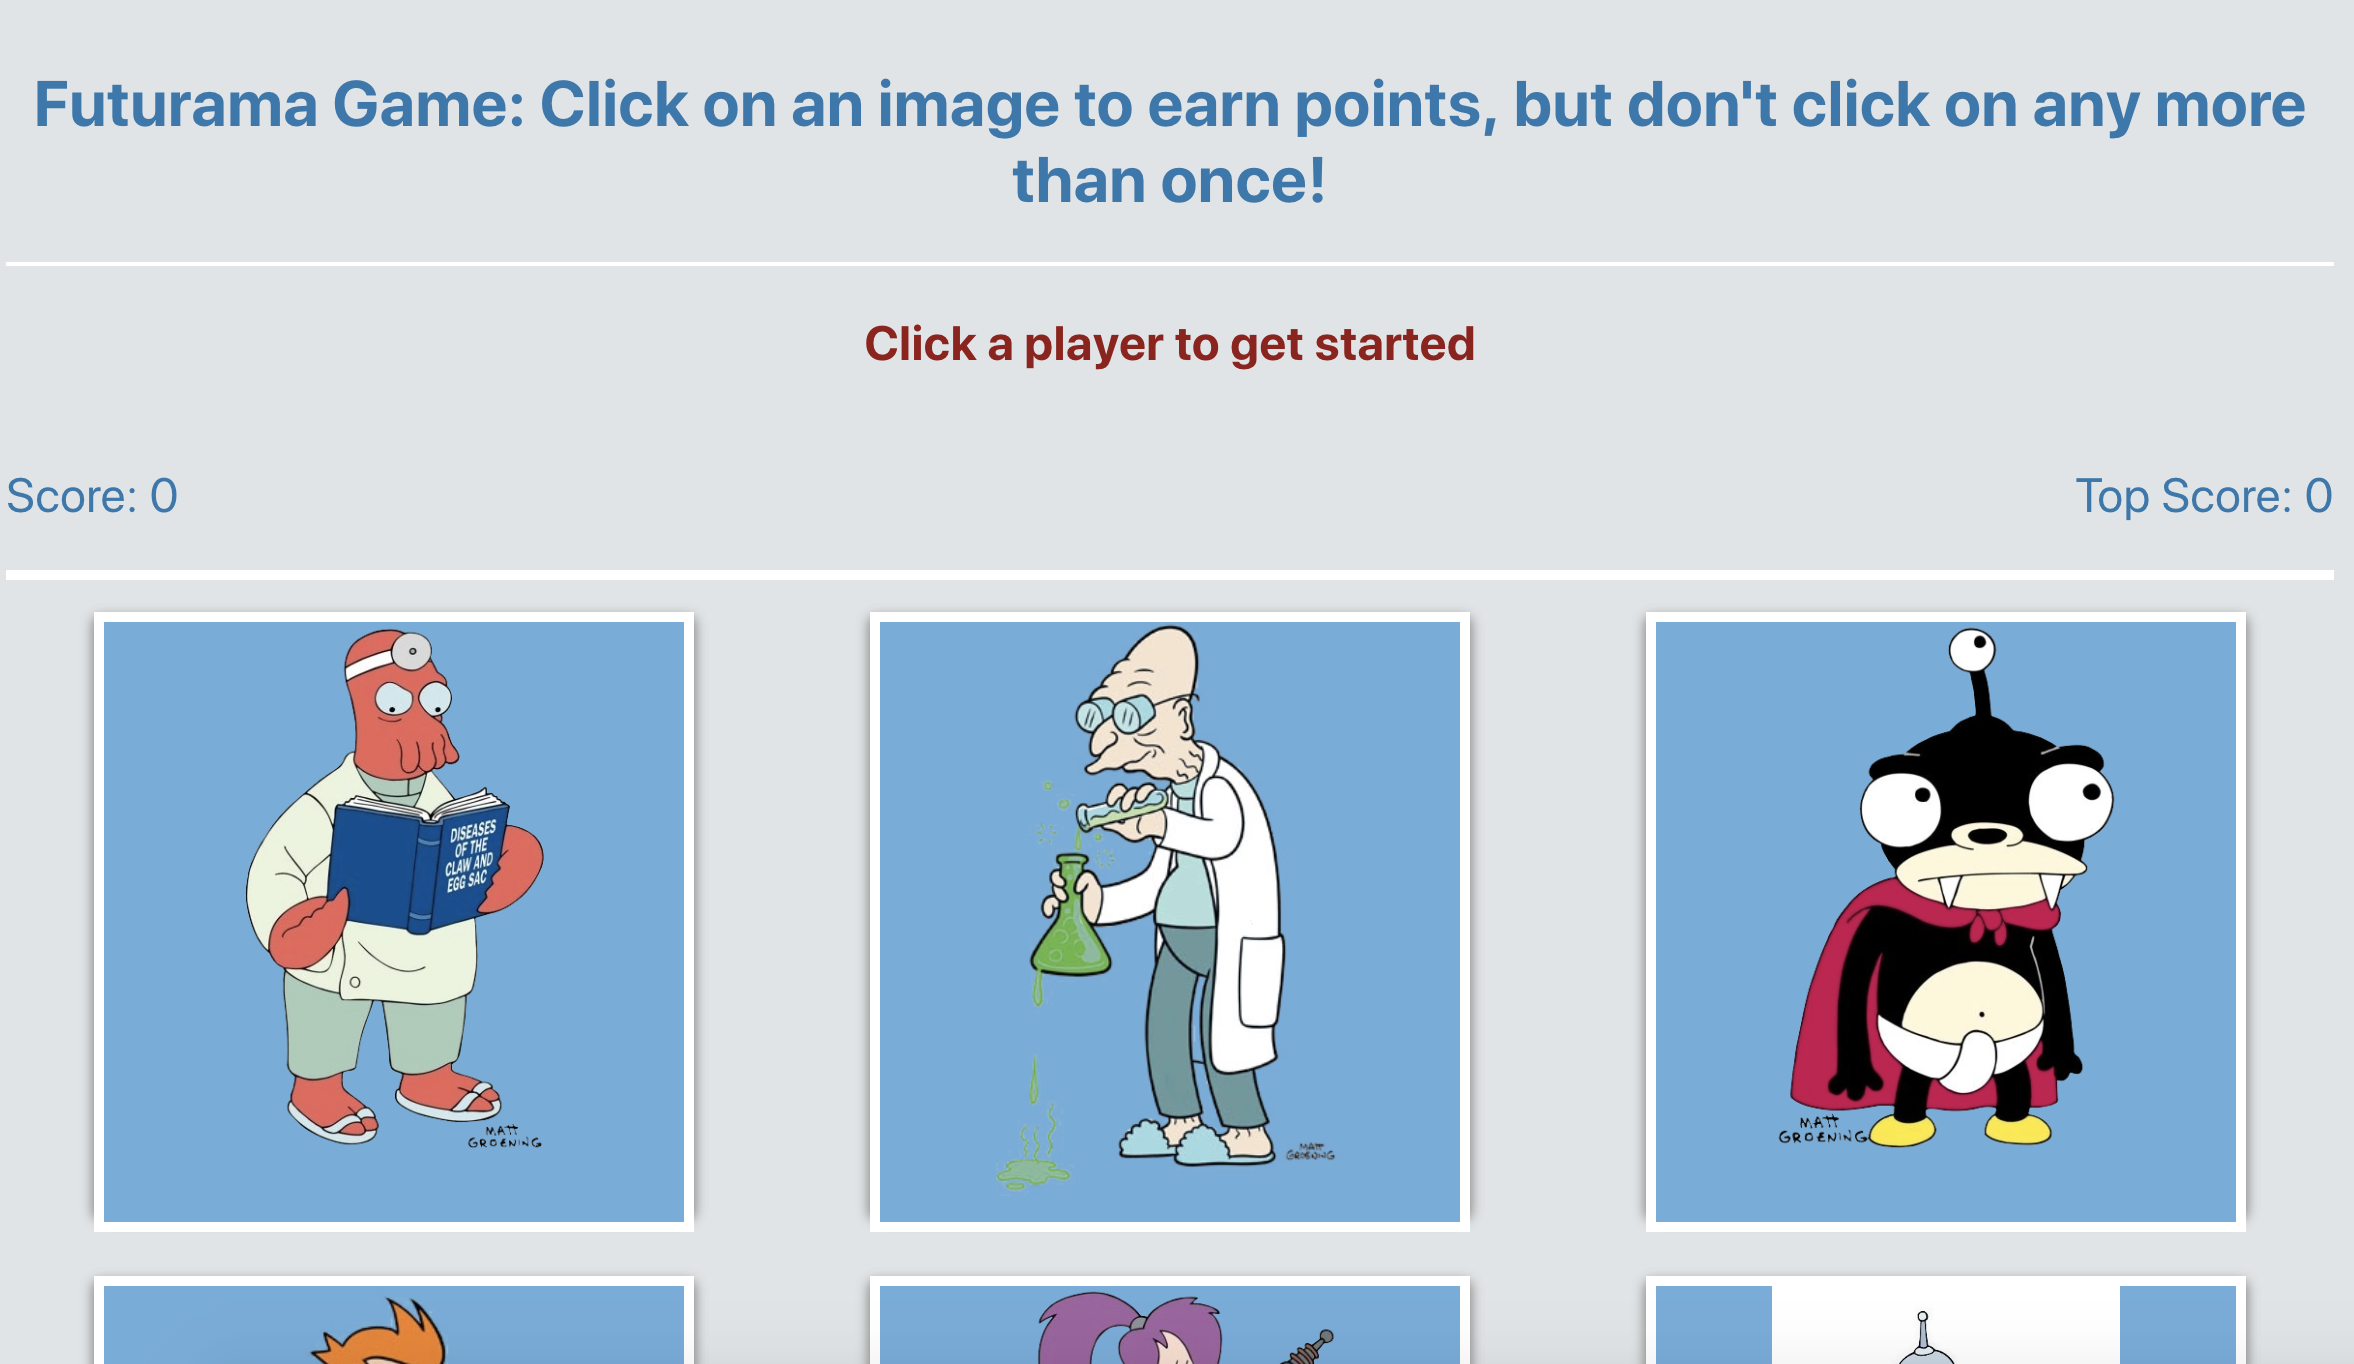 Futurama Game: Click on an image to earn points, but don't click on any more
than once!
Click a player to get started
Score: 0
Top Score: 0
DISEASES
OF THE
CLAW AND
EGG SAC
MATT
GROENING
MATT
GROENING
MATT
GROENING